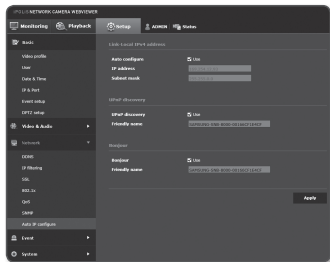 iPOLiS NETWORK CAMERA WEBVIEWER
Monitoring
Playback
Setup
ADMIN
Status
Basic
Video profile
User
Date & Time
IP & Port
Event setup
DPTZ setup
Video & Audio
Network
DDNS
IP filtering
SSL
802.1x
QoS
SNMP
Auto IP configure
Event
System
Link-Local IPv4 address
Auto configure
Use
IP address
Subnet mask
UPnP discovery
UPnP discovery
Use
Friendly name
Bonjour
Bonjour
Use
Friendly name
Apply